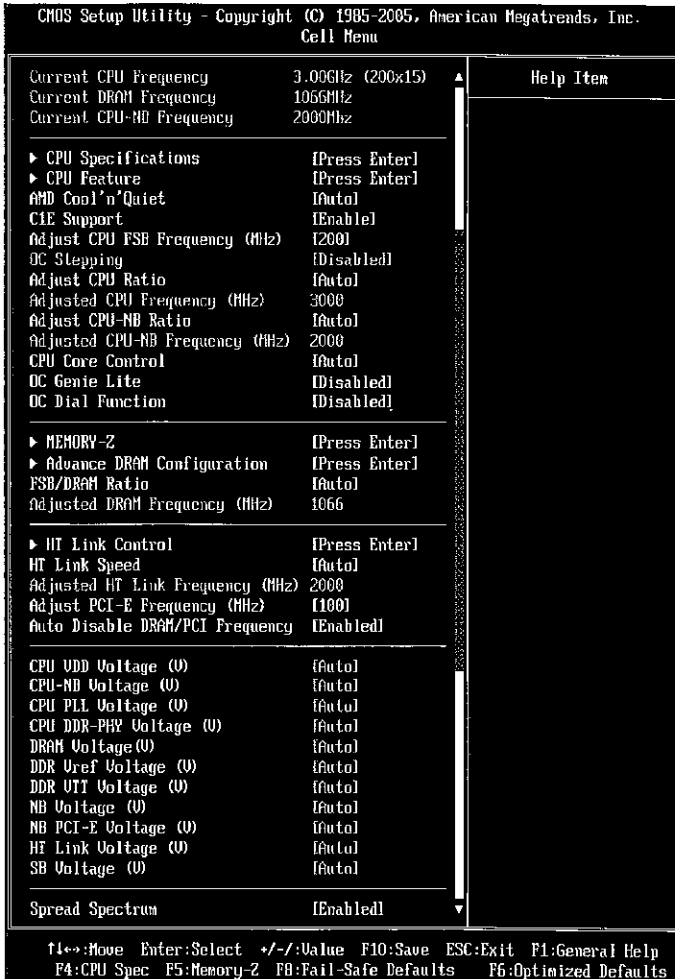 CMOS Setup Utility - Copyright (C) 1985-2005, American Megatrends, Inc.
Cell Menu
Current CPU Frequency 3.00GHz (200x15)
Current DRAM Frequency 1066MHz
Current CPU-NB Frequency 2000Mhz
Help Item
▶ CPU Specifications [Press Enter]
▶ CPU Feature [Press Enter]
AMD Cool'n'Quiet [Auto]
C1E Support [Enable]
Adjust CPU FSB Frequency (MHz) [200]
OC Stepping [Disabled]
Adjust CPU Ratio [Auto]
Adjusted CPU Frequency (MHz) 3000
Adjust CPU-NB Ratio [Auto]
Adjusted CPU-NB Frequency (MHz) 2000
CPU Core Control [Auto]
OC Genie Lite [Disabled]
OC Dial Function [Disabled]
▶ MEMORY-Z [Press Enter]
▶ Advance DRAM Configuration [Press Enter]
FSB/DRAM Ratio [Auto]
Adjusted DRAM Frequency (MHz) 1066
▶ HT Link Control [Press Enter]
HT Link Speed [Auto]
Adjusted HT Link Frequency (MHz) 2000
Adjust PCI-E Frequency (MHz) [100]
Auto Disable DRAM/PCI Frequency [Enabled]
CPU VDD Voltage (V) [Auto]
CPU-NB Voltage (V) [Auto]
CPU PLL Voltage (V) [Auto]
CPU DDR-PHY Voltage (V) [Auto]
DRAM Voltage(V) [Auto]
DDR Vref Voltage (V) [Auto]
DDR VTT Voltage (V) [Auto]
NB Voltage (V) [Auto]
NB PCI-E Voltage (V) [Auto]
HT Link Voltage (V) [Auto]
SB Voltage (V) [Auto]
Spread Spectrum [Enabled]
↑↓←→:Move Enter:Select +/-/:Value F10:Save ESC:Exit F1:General Help
F4:CPU Spec F5:Memory-Z F8:Fail-Safe Defaults F6:Optimized Defaults